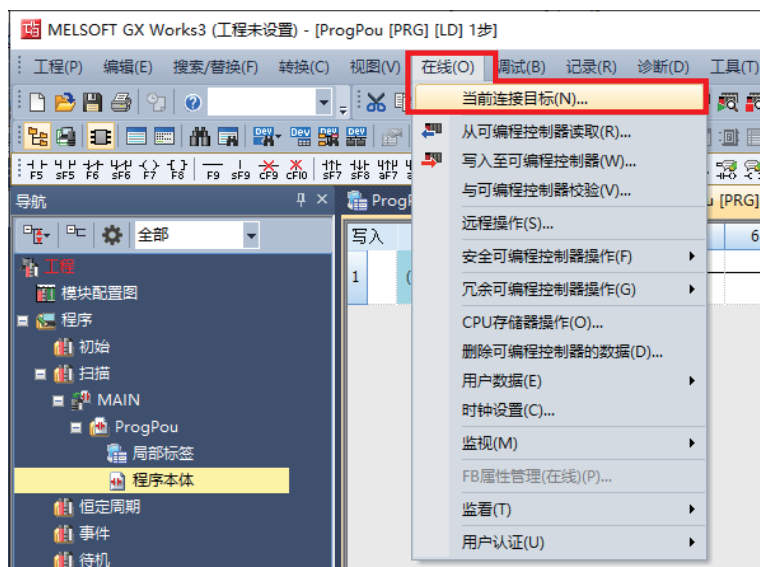 MELSOFT GX Works3 (工程未设置) - [ProgPou [PRG] [LD] 1步]
工程(P) 编辑(E) 搜索/替换(F) 转换(C) 视图(V) 在线(O) 调试(B) 记录(R) 诊断(D) 工具(T)
当前连接目标(N)...
从可编程控制器读取(R)...
写入至可编程控制器(W)...
与可编程控制器校验(V)...
远程操作(S)...
安全可编程控制器操作(F)
冗余可编程控制器操作(G)
CPU存储器操作(O)...
删除可编程控制器的数据(D)...
用户数据(E)
时钟设置(C)...
监视(M)
FB属性管理(在线)(P)...
监看(T)
用户认证(U)
F5 sF5 F6 sF6 F7 F8 F9 sF9 cF9 cF10 sF7 sF8 aF7
导航
全部
工程
模块配置图
程序
初始
扫描
MAIN
ProgPou
局部标签
程序本体
恒定周期
事件
待机
[PRG]
写入
6
1